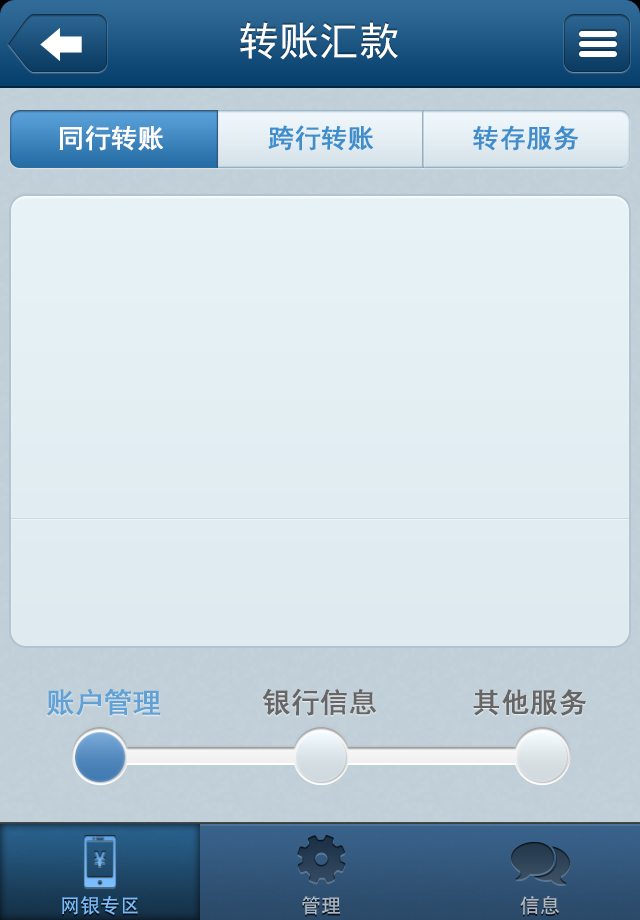 转账汇款
同行转账 跨行转账 转存服务
账户管理 银行信息 其他服务
¥
网银专区 管理 信息